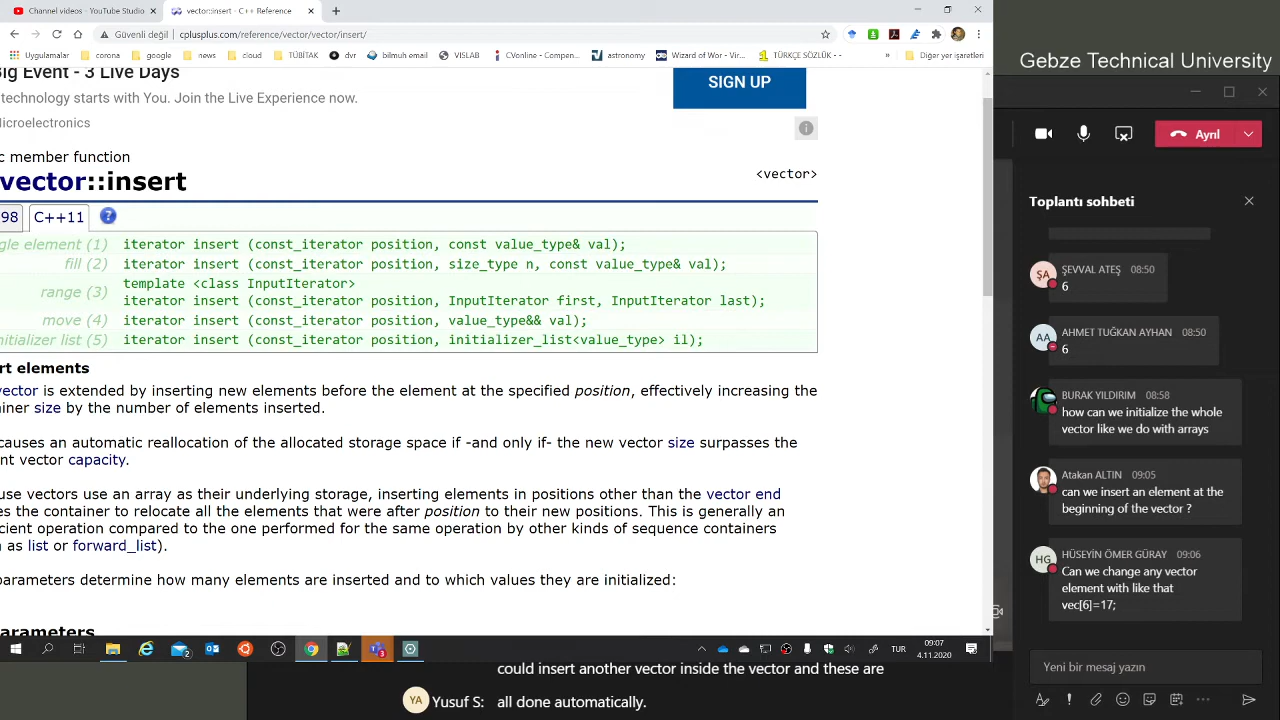 Channel videos - YouTube Studio
vector::insert - C++ Reference
Güvenli değil
cplusplus.com/reference/vector/vector/insert/
Uygulamalar
corona
google
news
cloud
TÜBİTAK
dvr
bilmuh email
VISLAB
CVonline - Compen...
astronomy
Wizard of Wor - Vir...
TÜRKÇE SÖZLÜK - -
»
Diğer yer işaretleri
ig Event - 3 Live Days
technology starts with You. Join the Live Experience now.
icroelectronics
SIGN UP
c member function
vector::insert
<vector>
98
C++11
gle element (1) iterator insert (const_iterator position, const value_type& val);
fill (2) iterator insert (const_iterator position, size_type n, const value_type& val);
template <class InputIterator>
range (3)
iterator insert (const_iterator position, InputIterator first, InputIterator last);
move (4) iterator insert (const_iterator position, value_type&& val);
nitializer list (5) iterator insert (const_iterator position, initializer_list<value_type> il);
rt elements
vector is extended by inserting new elements before the element at the specified position, effectively increasing the
iner size by the number of elements inserted.
causes an automatic reallocation of the allocated storage space if -and only if- the new vector size surpasses the
nt vector capacity.
use vectors use an array as their underlying storage, inserting elements in positions other than the vector end
es the container to relocate all the elements that were after position to their new positions. This is generally an
cient operation compared to the one performed for the same operation by other kinds of sequence containers
as list or forward_list).
parameters determine how many elements are inserted and to which values they are initialized:
arameters
TUR
09:07
4.11.2020
could insert another vector inside the vector and these are
YA Yusuf S: all done automatically.
Gebze Technical University
Ayrıl
Toplantı sohbeti
ŞA
ŞEVVAL ATEŞ 08:50
6
AA
AHMET TUĞKAN AYHAN 08:50
6
BURAK YILDIRIM 08:58
how can we initialize the whole
vector like we do with arrays
Atakan ALTIN 09:05
can we insert an element at the
beginning of the vector ?
HG
HÜSEYİN ÖMER GÜRAY 09:06
Can we change any vector
element with like that
vec[6]=17;
Yeni bir mesaj yazın